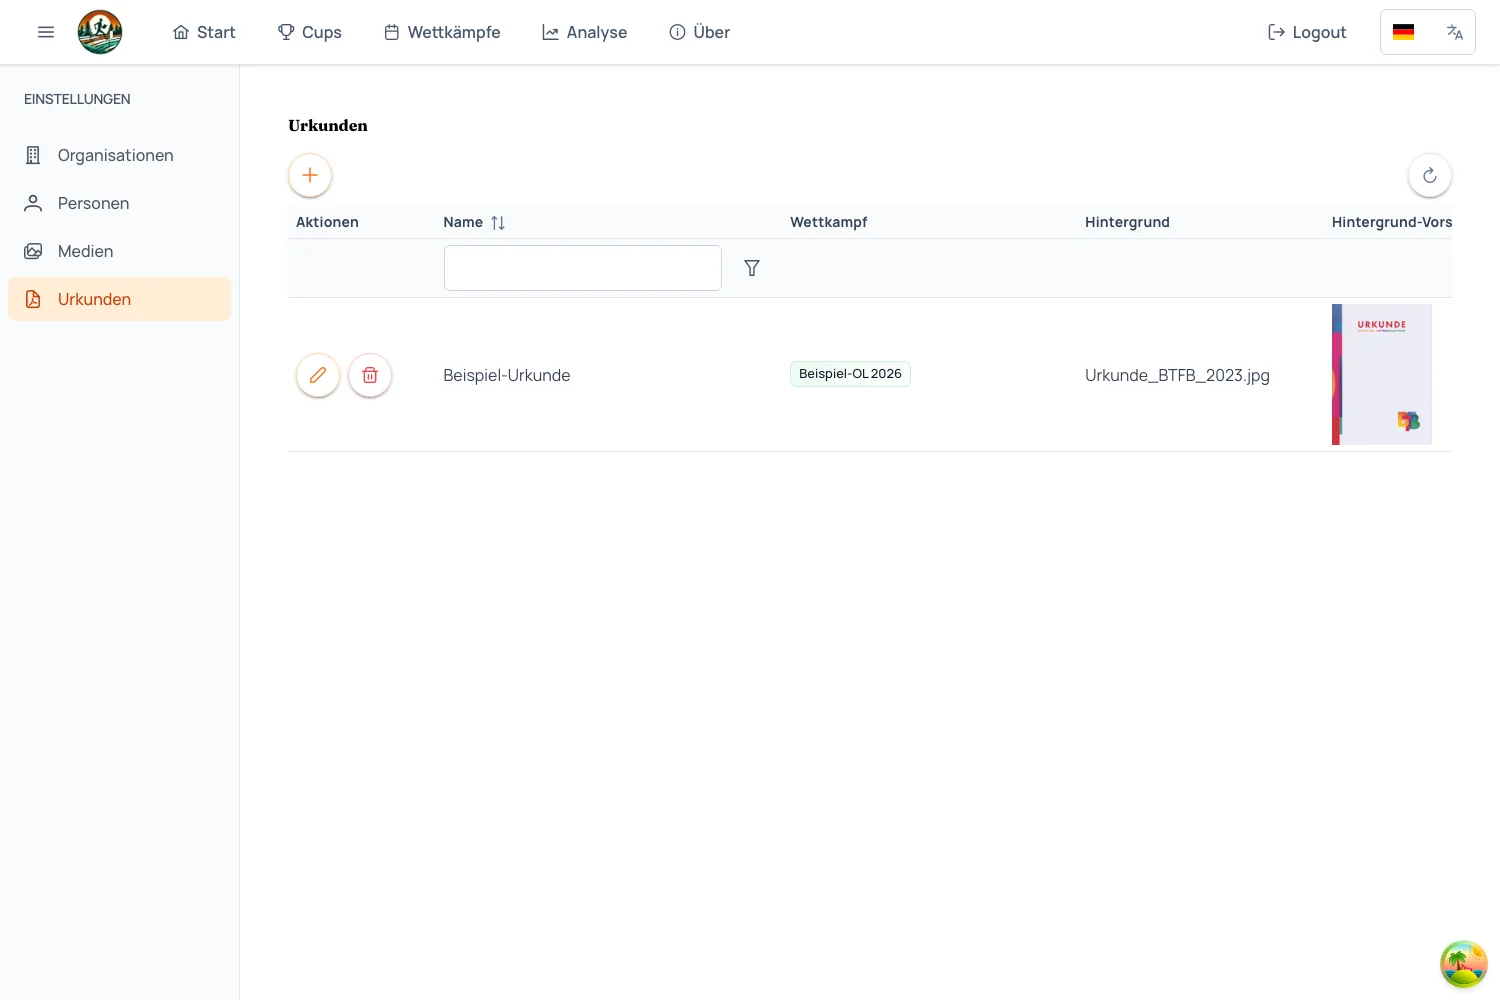 Start
Cups
Wettkämpfe
Analyse
Über
Logout
EINSTELLUNGEN
Organisationen
Personen
Medien
Urkunden
Urkunden
Aktionen
Name
Wettkampf
Hintergrund
Hintergrund-Vors
Beispiel-Urkunde
Beispiel-OL 2026
Urkunde_BTFB_2023.jpg
URKUNDE